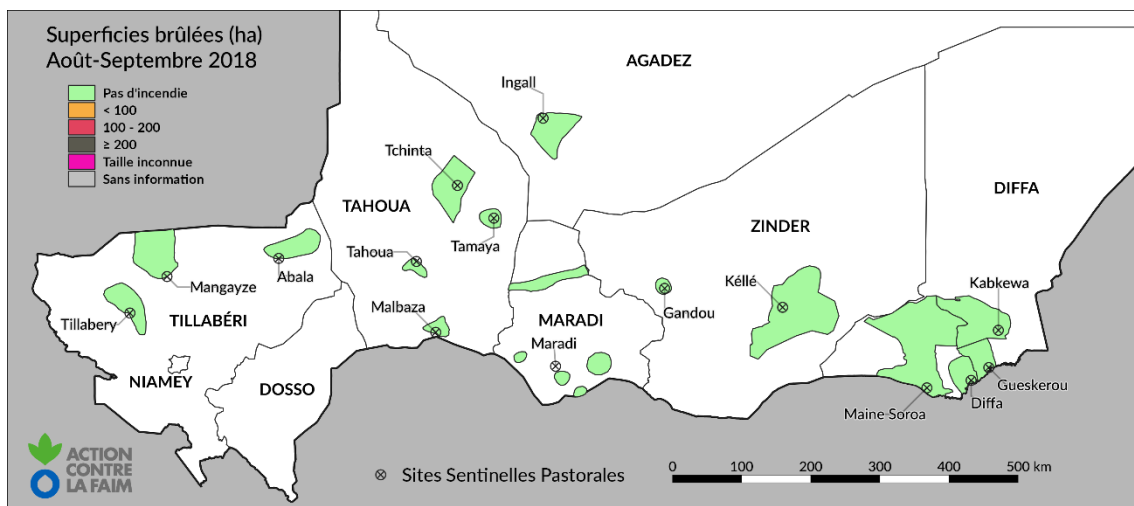 Superficies brûlées (ha)
Août-Septembre 2018
Pas d'incendie
< 100
100 - 200
≥ 200
Taille inconnue
Sans information
AGADEZ
Ingall
Tchinta
TAHOUA
DIFFA
ZINDER
Tamaya
Tahoua
Abala
Mangayze
Kéllé
Kabkewa
Gandou
Malbaza
Tillabery
TILLABÉRI
MARADI
Maradi
NIAMEY
DOSSO
Gueskerou
Diffa
Maine-Soroa
ACTION
CONTRE
LA FAIM
Sites Sentinelles Pastorales
0 100 200 300 400 500 km